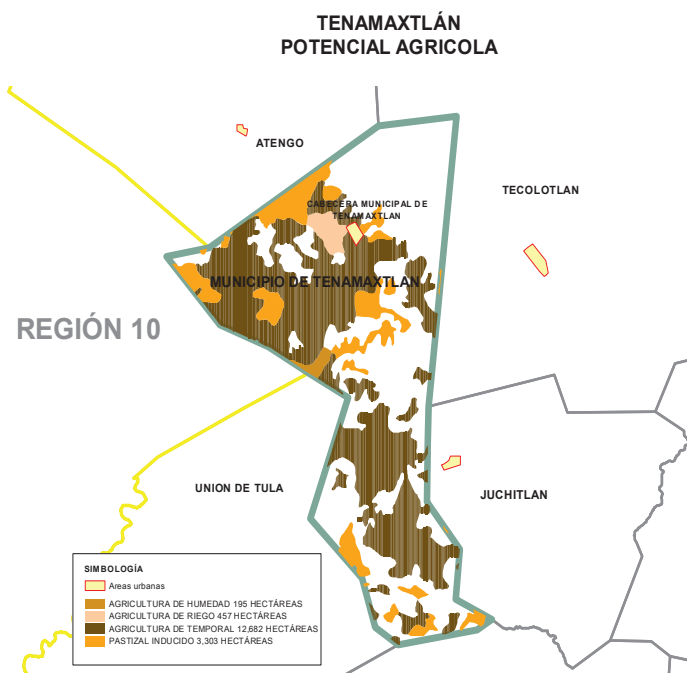 TENAMAXTLÁN
POTENCIAL AGRICOLA
ATENGO
TECOLOTLAN
CABECERA MUNICIPAL DE
TENAMAXTLAN
MUNICIPIO DE TENAMAXTLAN
REGIÓN 10
UNION DE TULA
JUCHITLAN
SIMBOLOGÍA
Areas urbanas
AGRICULTURA DE HUMEDAD 195 HECTÁREAS
AGRICULTURA DE RIEGO 457 HECTÁREAS
AGRICULTURA DE TEMPORAL 12,682 HECTÁREAS
PASTIZAL INDUCIDO 3,303 HECTÁREAS